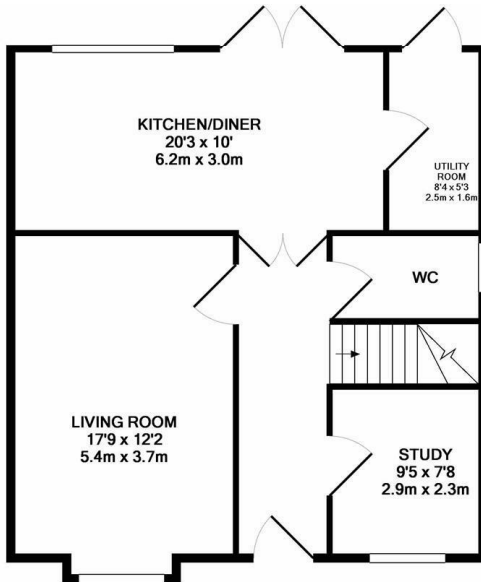 KITCHEN/DINER
20'3 x 10'
6.2m x 3.0m
UTILITY
ROOM
8'4 x 5'3
2.5m x 1.6m
WC
LIVING ROOM
17'9 x 12'2
5.4m x 3.7m
STUDY
9'5 x 7'8
2.9m x 2.3m